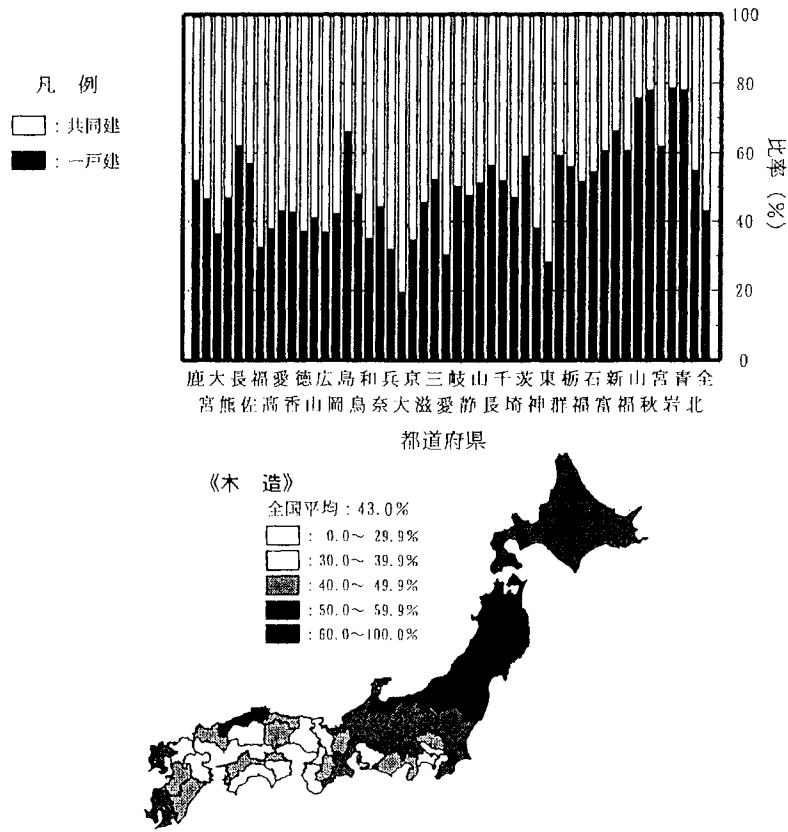 凡 例
: 共同建
: 一戸建
100
80
60
40
20
0
比率 (%)
鹿 大 長 福 愛 徳 広 島 和 兵 京 三 岐 山 千 茨 東 栃 石 新 山 宮 青 全
宮 熊 佐 高 香 山 岡 鳥 奈 大 滋 愛 静 長 埼 神 群 福 富 福 秋 岩 北
都道府県
《木 造》
全国平均 : 43.0%
: 0.0～ 29.9%
: 30.0～ 39.9%
: 40.0～ 49.9%
: 50.0～ 59.9%
: 60.0～100.0%